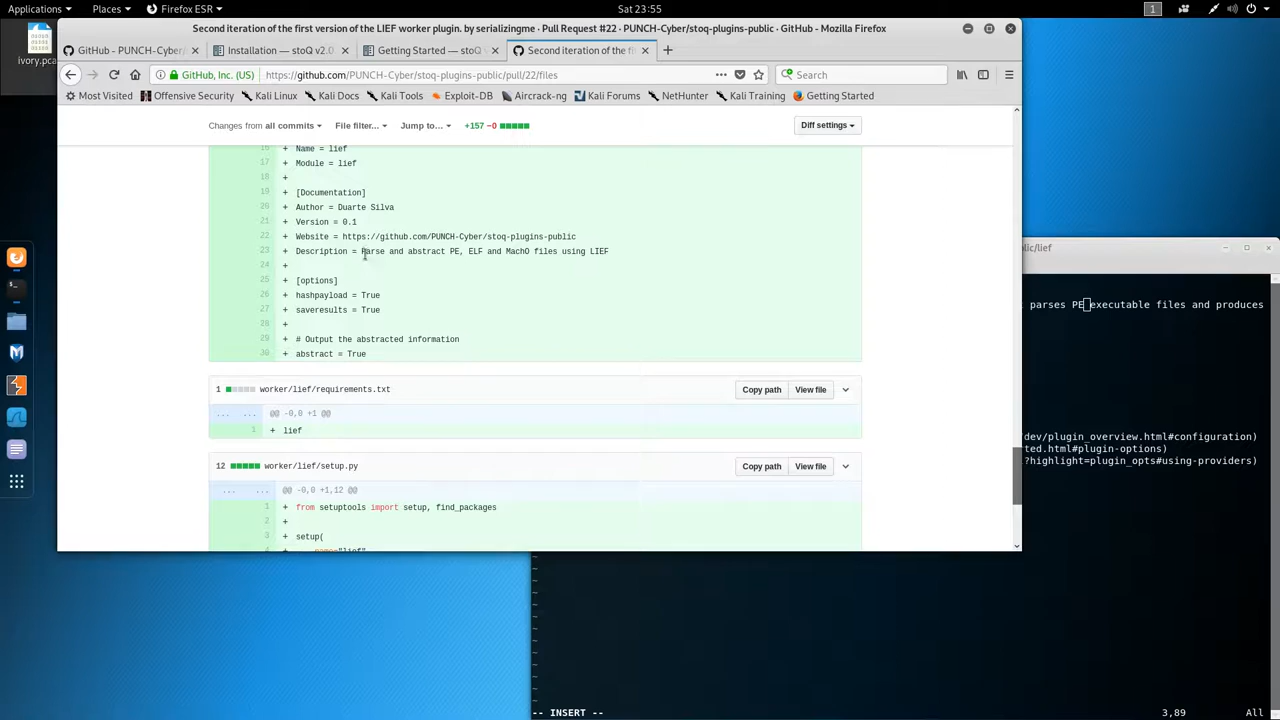 Applications
Places
Firefox ESR
Sat 23:55
1
ivory.pca
Second iteration of the first version of the LIEF worker plugin. by serializingme · Pull Request #22 · PUNCH-Cyber/stoq-plugins-public · GitHub - Mozilla Firefox
GitHub - PUNCH-Cyber/
Installation — stoQ v2.0
Getting Started — stoQ
Second iteration of the fi
GitHub, Inc. (US)
https://github.com/PUNCH-Cyber/stoq-plugins-public/pull/22/files
Search
Most Visited
Offensive Security
Kali Linux
Kali Docs
Kali Tools
Exploit-DB
Aircrack-ng
Kali Forums
NetHunter
Kali Training
Getting Started
Changes from all commits
File filter...
Jump to...
+157 −0
Diff settings
16 + Name = lief
17 + Module = lief
18 +
19 + [Documentation]
20 + Author = Duarte Silva
21 + Version = 0.1
22 + Website = https://github.com/PUNCH-Cyber/stoq-plugins-public
23 + Description = Parse and abstract PE, ELF and MachO files using LIEF
24 +
25 + [options]
26 + hashpayload = True
27 + saveresults = True
28 +
29 + # Output the abstracted information
30 + abstract = True
1 worker/lief/requirements.txt
Copy path
View file
... ... @@ -0,0 +1 @@
1 + lief
12 worker/lief/setup.py
Copy path
View file
... ... @@ -0,0 +1,12 @@
1 + from setuptools import setup, find_packages
2 +
3 + setup(
4 + name="lief"
lic/lief
parses PE executable files and produces
/dev/plugin_overview.html#configuration)
ted.html#plugin-options)
?highlight=plugin_opts#using-providers)
~
~
~
~
~
~
~
~
~
~
~
~
~
-- INSERT --
3,89
All